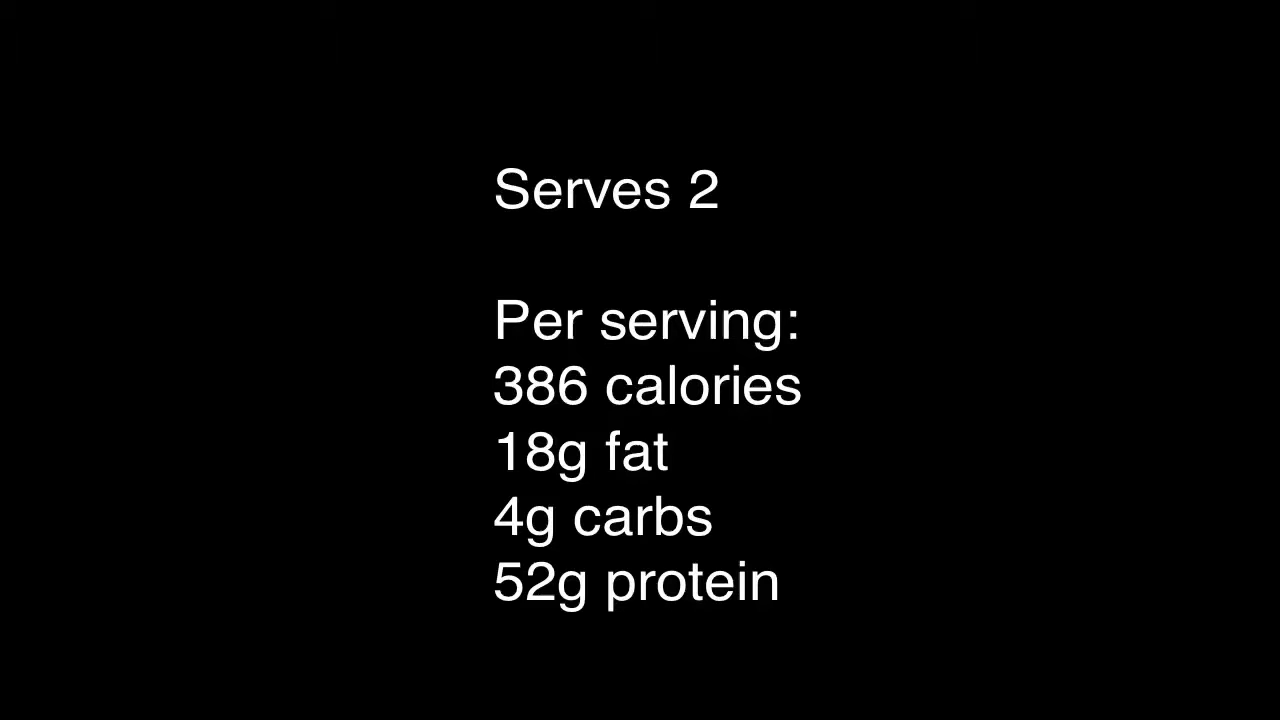 Serves 2
Per serving:
386 calories
18g fat
4g carbs
52g protein